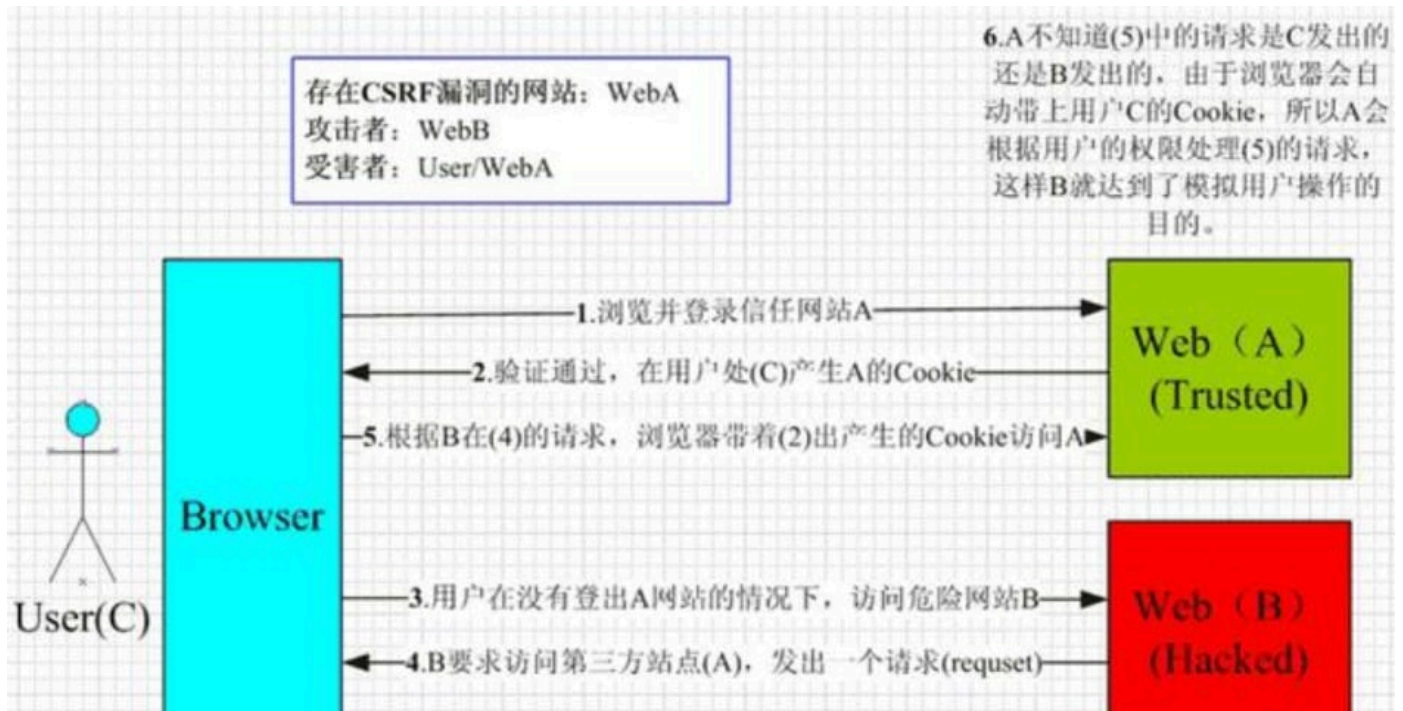 存在CSRF漏洞的网站：WebA
攻击者：WebB
受害者：User/WebA
6.A不知道(5)中的请求是C发出的
还是B发出的，由于浏览器会自
动带上用户C的Cookie，所以A会
根据用户的权限处理(5)的请求，
这样B就达到了模拟用户操作的
目的。
1.浏览并登录信任网站A
2.验证通过，在用户处(C)产生A的Cookie
5.根据B在(4)的请求，浏览器带着(2)出产生的Cookie访问A
Web（A）
(Trusted)
Browser
User(C)
3.用户在没有登出A网站的情况下，访问危险网站B
4.B要求访问第三方站点(A)，发出一个请求(requset)
Web（B）
(Hacked)